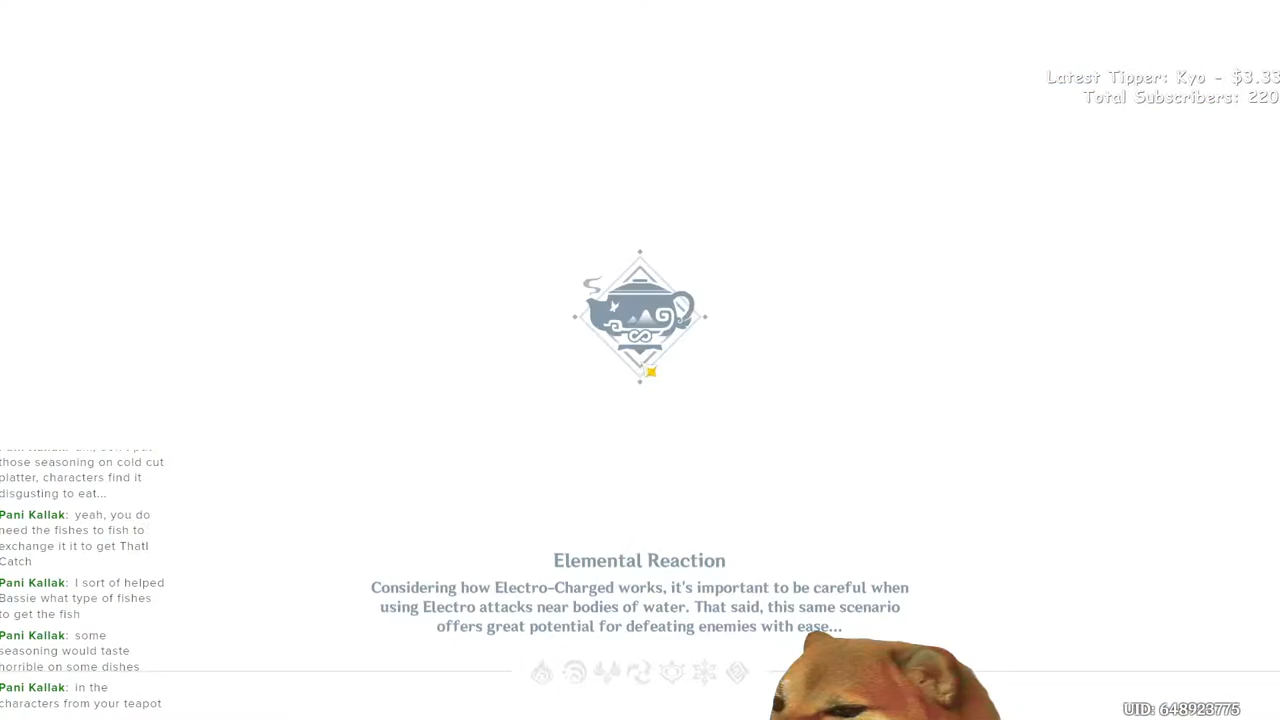 Latest Tipper: Kyo - $3.33
Total Subscribers: 220
those seasoning on cold cut
platter, characters find it
disgusting to eat...
Pani Kallak: yeah, you do
need the fishes to fish to
exchange it it to get Thatl
Catch
Pani Kallak: I sort of helped
Bassie what type of fishes
to get the fish
Pani Kallak: some
seasoning would taste
horrible on some dishes
Pani Kallak: in the
characters from your teapot
Elemental Reaction
Considering how Electro-Charged works, it's important to be careful when
using Electro attacks near bodies of water. That said, this same scenario
offers great potential for defeating enemies with ease...
UID: 648923775